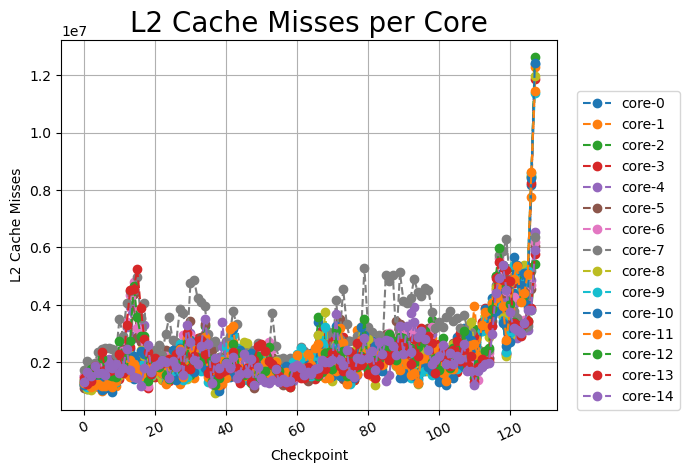 L2 Cache Misses per Core
1e7
1.2
1.0
0.8
0.6
0.4
0.2
L2 Cache Misses
0
20
40
60
80
100
120
Checkpoint
core-0
core-1
core-2
core-3
core-4
core-5
core-6
core-7
core-8
core-9
core-10
core-11
core-12
core-13
core-14